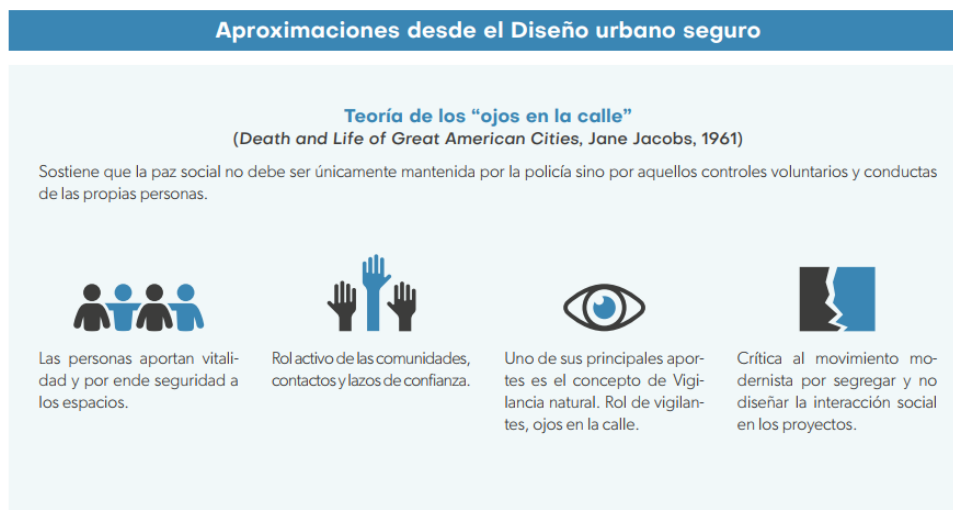 Aproximaciones desde el Diseño urbano seguro
Teoría de los “ojos en la calle”
(Death and Life of Great American Cities, Jane Jacobs, 1961)
Sostiene que la paz social no debe ser únicamente mantenida por la policía sino por aquellos controles voluntarios y conductas
de las propias personas.
Las personas aportan vitali-
dad y por ende seguridad a
los espacios.
Rol activo de las comunidades,
contactos y lazos de confianza.
Uno de sus principales apor-
tes es el concepto de Vigi-
lancia natural. Rol de vigilan-
tes, ojos en la calle.
Crítica al movimiento mo-
dernista por segregar y no
diseñar la interacción social
en los proyectos.